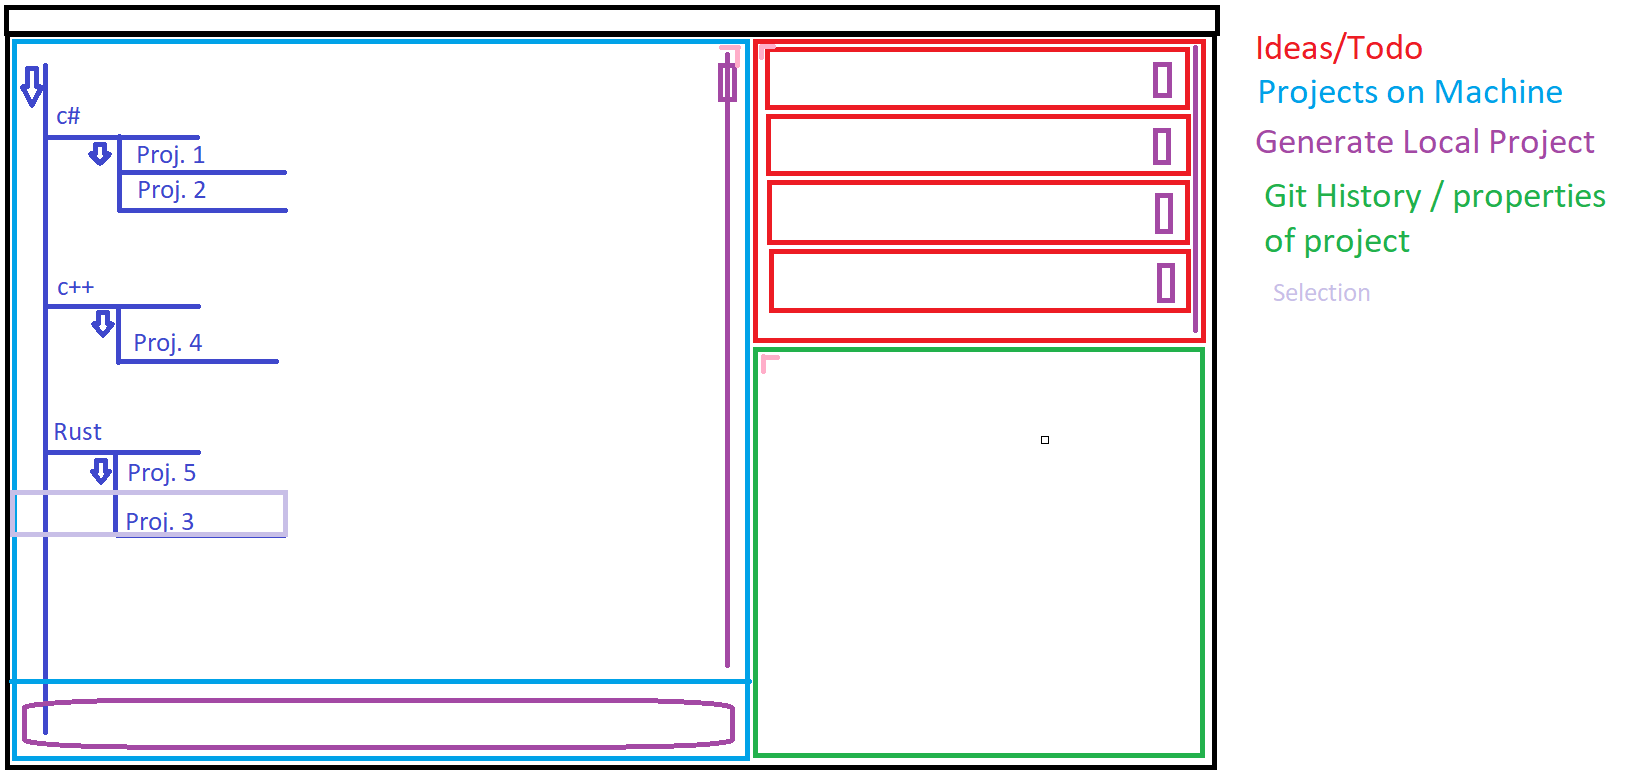 c#
Proj. 1
Proj. 2
c++
Proj. 4
Rust
Proj. 5
Proj. 3
Ideas/Todo
Projects on Machine
Generate Local Project
Git History / properties
of project
Selection